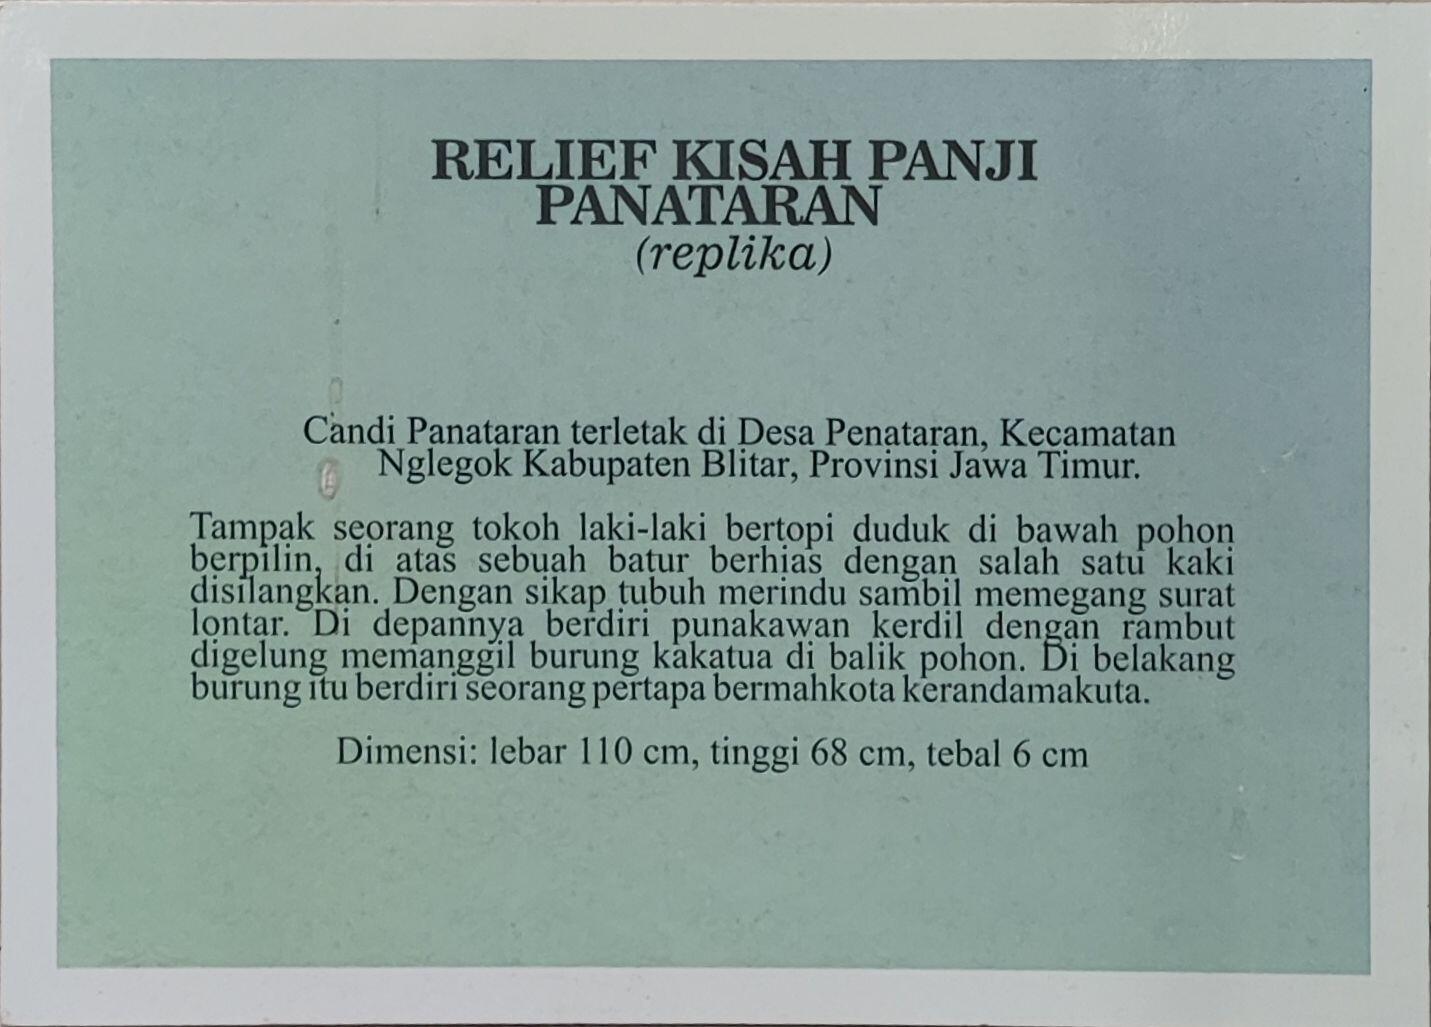 RELIEF KISAH PANJI
PANATARAN
(replika)
Candi Panataran terletak di Desa Penataran, Kecamatan
Nglegok Kabupaten Blitar, Provinsi Jawa Timur.
Tampak seorang tokoh laki-laki bertopi duduk di bawah pohon
berpilin, di atas sebuah batur berhias dengan salah satu kaki
disilangkan. Dengan sikap tubuh merindu sambil memegang surat
lontar. Di depannya berdiri punakawan kerdil dengan rambut
digelung memanggil burung kakatua di balik pohon. Di belakang
burung itu berdiri seorang pertapa bermahkota kerandamakuta.
Dimensi: lebar 110 cm, tinggi 68 cm, tebal 6 cm